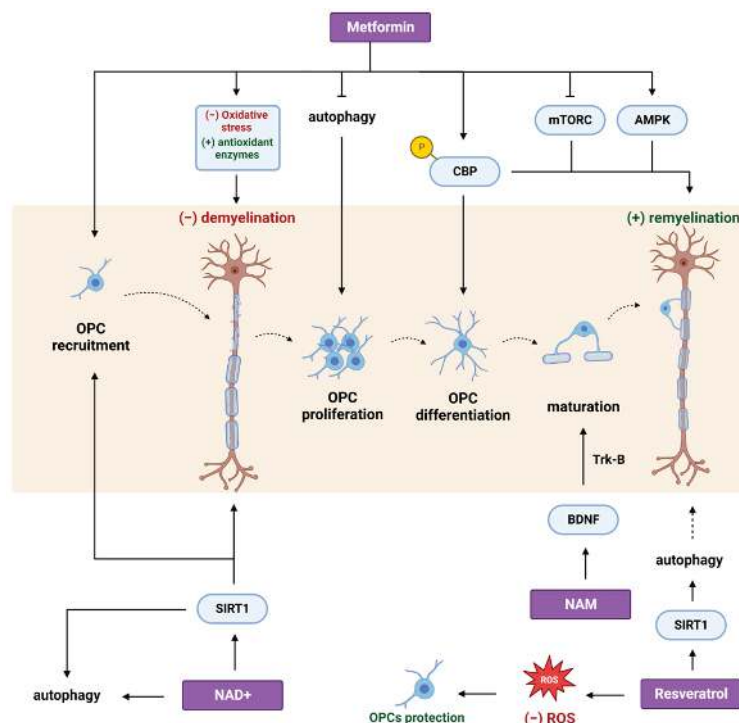 Metformin
(−) Oxidative
stress
(+) antioxidant
enzymes
autophagy
mTORC
AMPK
P
CBP
(−) demyelination
(+) remyelination
OPC
recruitment
OPC
proliferation
OPC
differentiation
maturation
Trk-B
BDNF
autophagy
SIRT1
NAM
SIRT1
autophagy
NAD+
OPCs protection
ROS
(−) ROS
Resveratrol